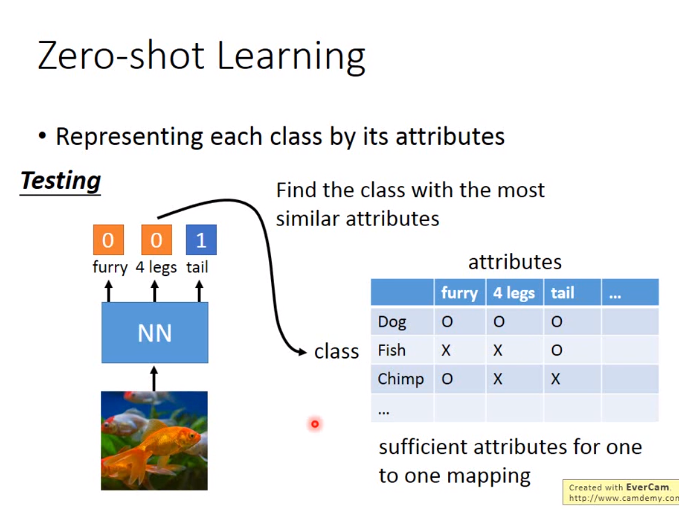 Zero-shot Learning
• Representing each class by its attributes
Testing
Find the class with the most
similar attributes
0 0 1
furry 4 legs tail
NN
class
attributes
furry 4 legs tail ...
Dog O O O
Fish X X O
Chimp O X X
...
sufficient attributes for one
to one mapping
Created with EverCam.
http://www.camdemy.com